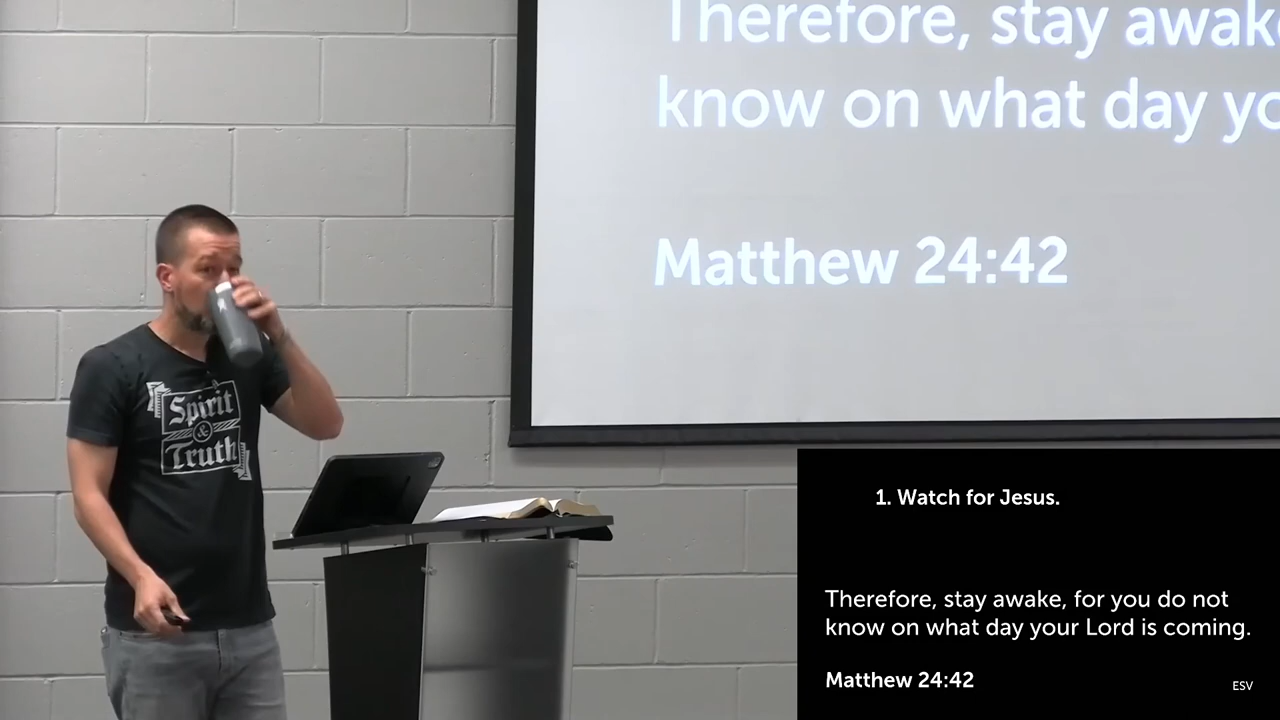 Therefore, stay awake
know on what day yo
Matthew 24:42
Spirit
&
Truth
1. Watch for Jesus.
Therefore, stay awake, for you do not
know on what day your Lord is coming.
Matthew 24:42
ESV